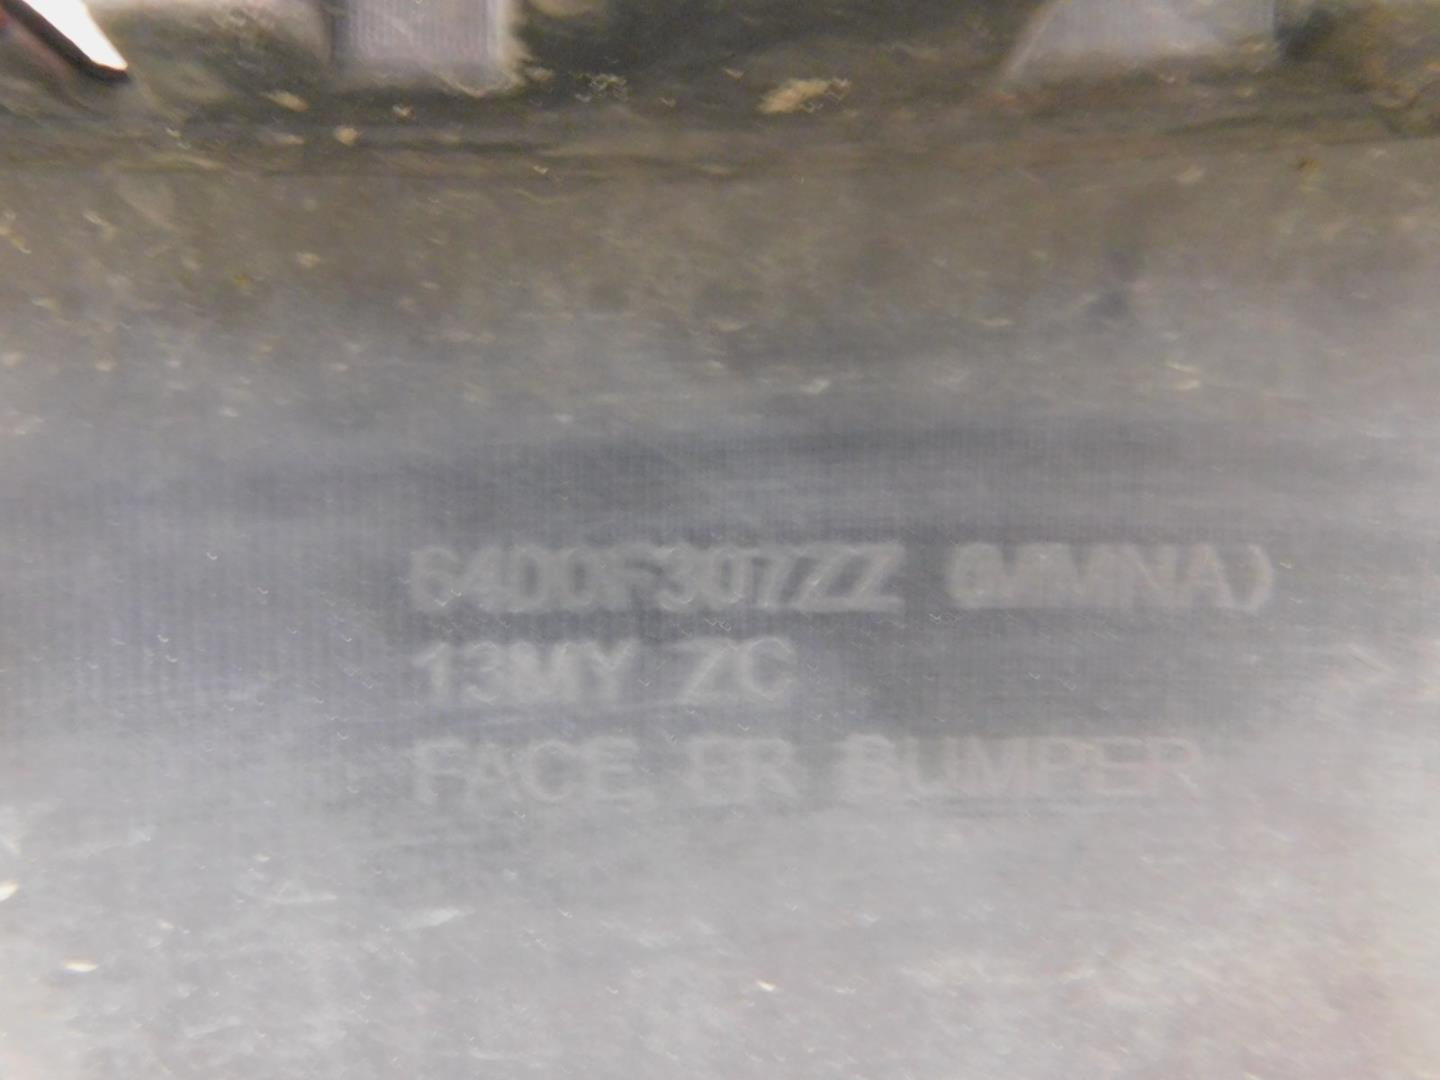 6400F307ZZ (MMNA)
13MY ZC
FACE, FR BUMPER